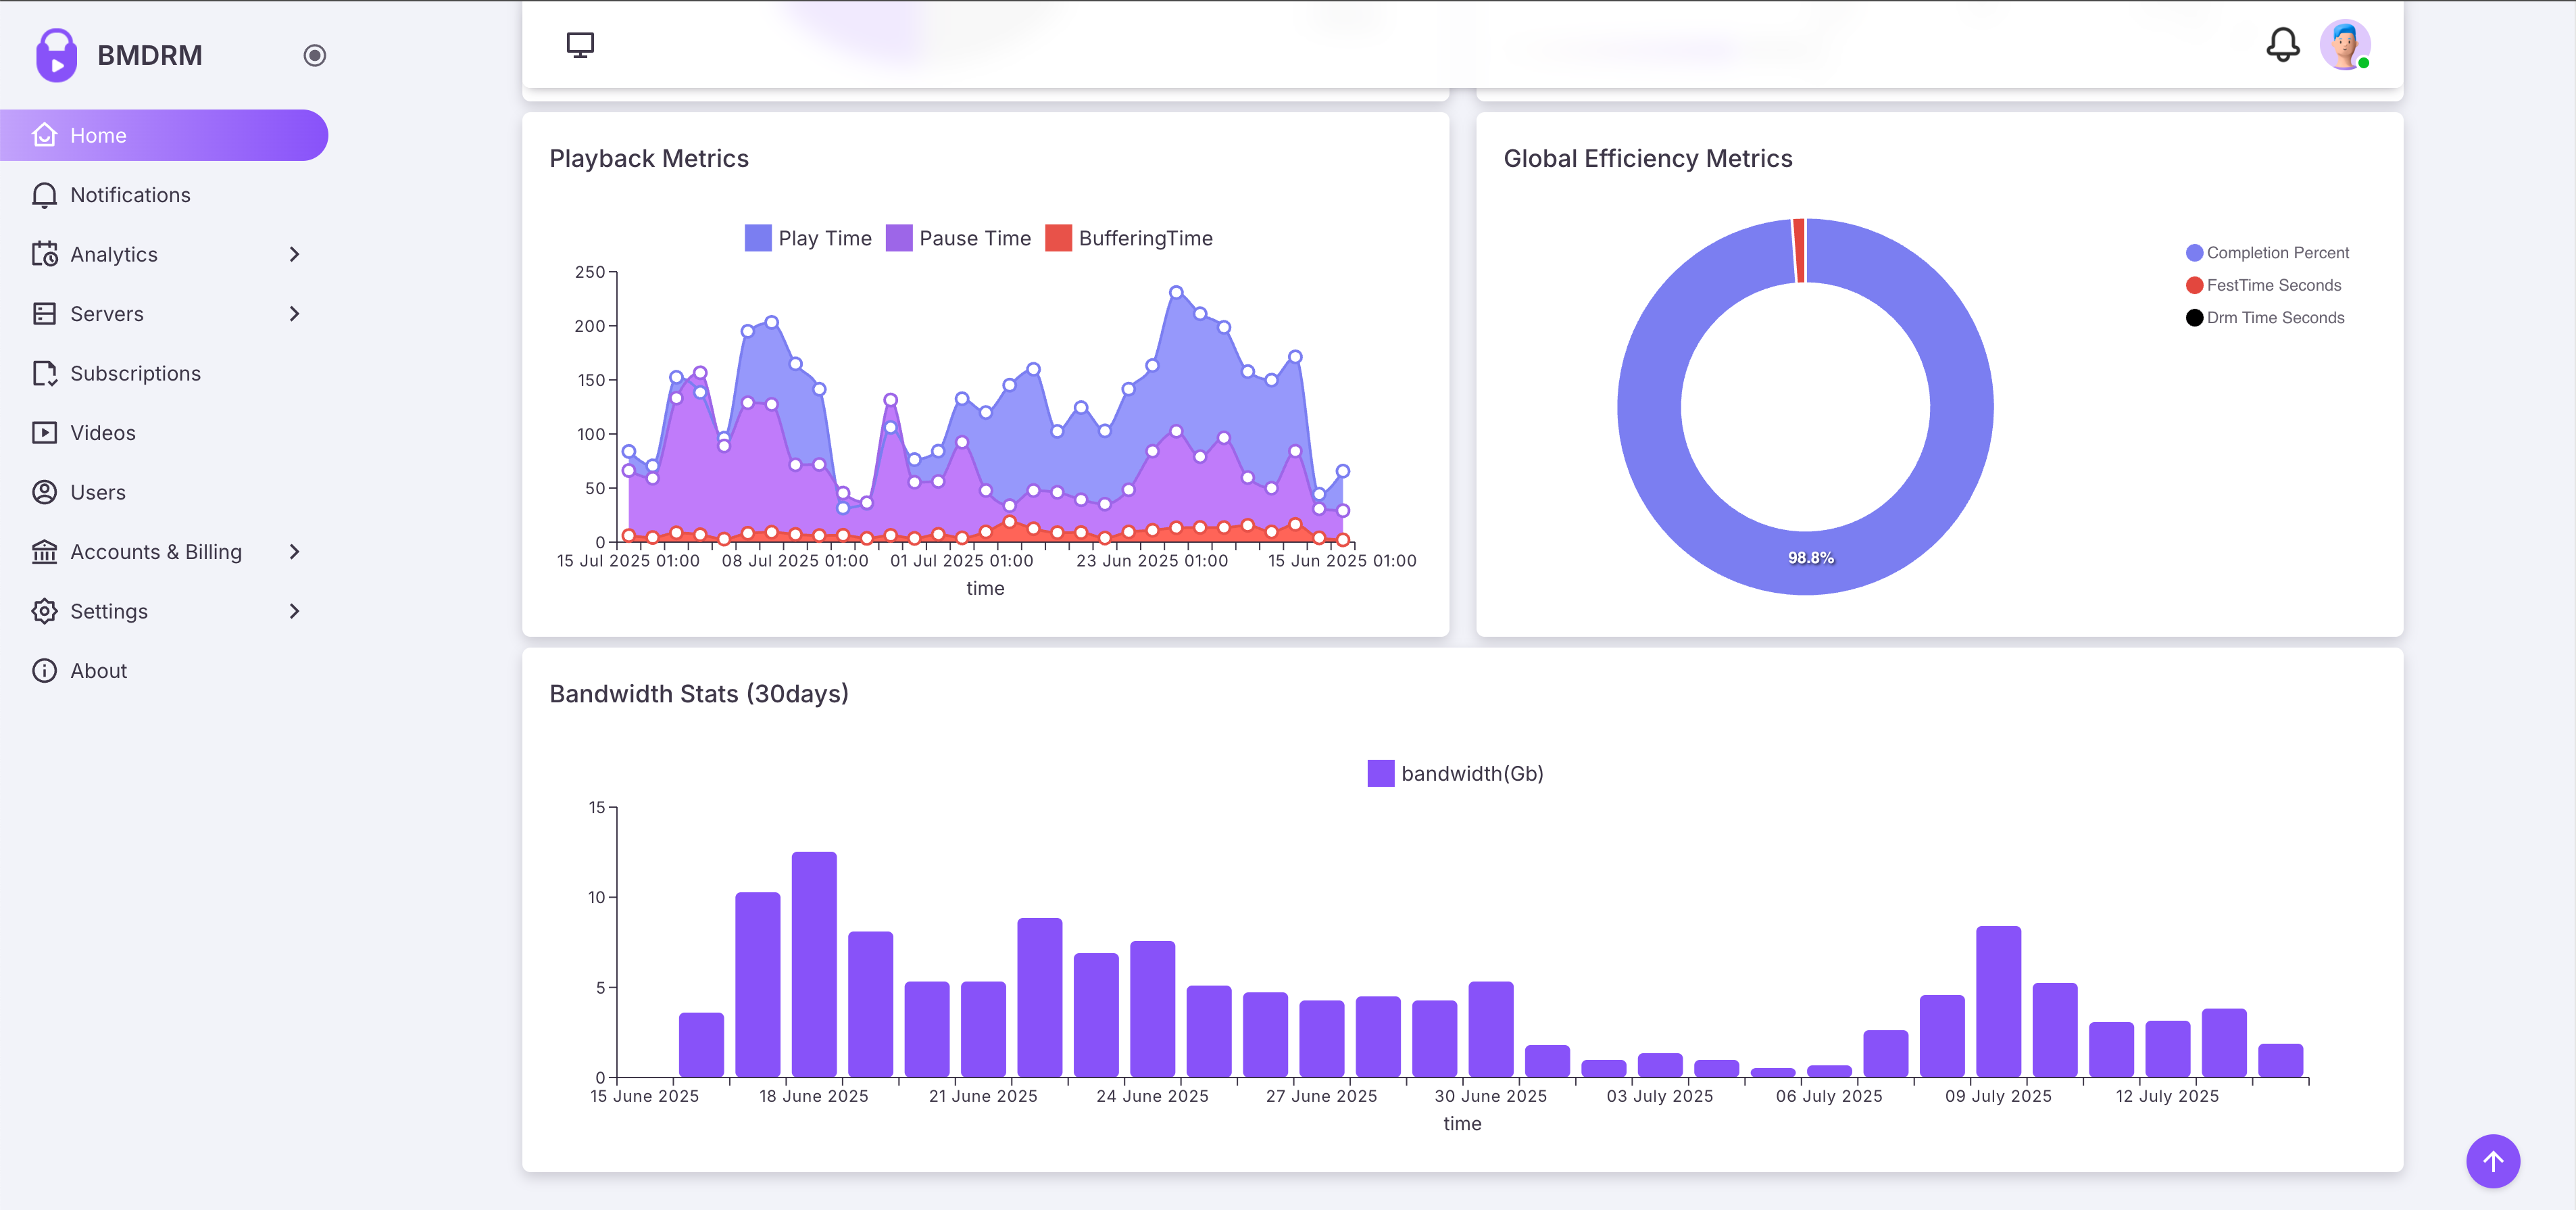 BMDRM
Home
Notifications
Analytics
Servers
Subscriptions
Videos
Users
Accounts & Billing
Settings
About
Playback Metrics
Play Time Pause Time BufferingTime
250
200
150
100
50
0
15 Jul 2025 01:00 08 Jul 2025 01:00 01 Jul 2025 01:00 23 Jun 2025 01:00 15 Jun 2025 01:00
time
Global Efficiency Metrics
Completion Percent
FestTime Seconds
Drm Time Seconds
98.8%
Bandwidth Stats (30days)
bandwidth(Gb)
15
10
5
0
15 June 2025 18 June 2025 21 June 2025 24 June 2025 27 June 2025 30 June 2025 03 July 2025 06 July 2025 09 July 2025 12 July 2025
time